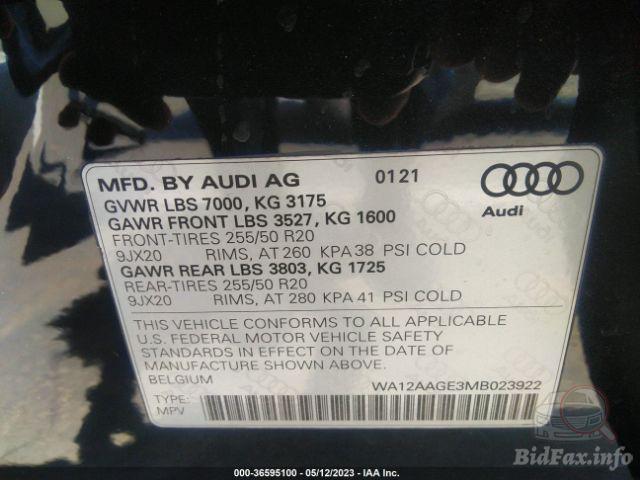 MFD. BY AUDI AG 0121
GVWR LBS 7000, KG 3175
GAWR FRONT LBS 3527, KG 1600
FRONT-TIRES 255/50 R20
9JX20 RIMS, AT 260 KPA 38 PSI COLD
GAWR REAR LBS 3803, KG 1725
REAR-TIRES 255/50 R20
9JX20 RIMS, AT 280 KPA 41 PSI COLD
Audi
THIS VEHICLE CONFORMS TO ALL APPLICABLE
U.S. FEDERAL MOTOR VEHICLE SAFETY
STANDARDS IN EFFECT ON THE DATE OF
MANUFACTURE SHOWN ABOVE.
BELGIUM WA12AAGE3MB023922
TYPE:
MPV
000-36595100 - 05/12/2023 - IAA Inc.
BidFax.info